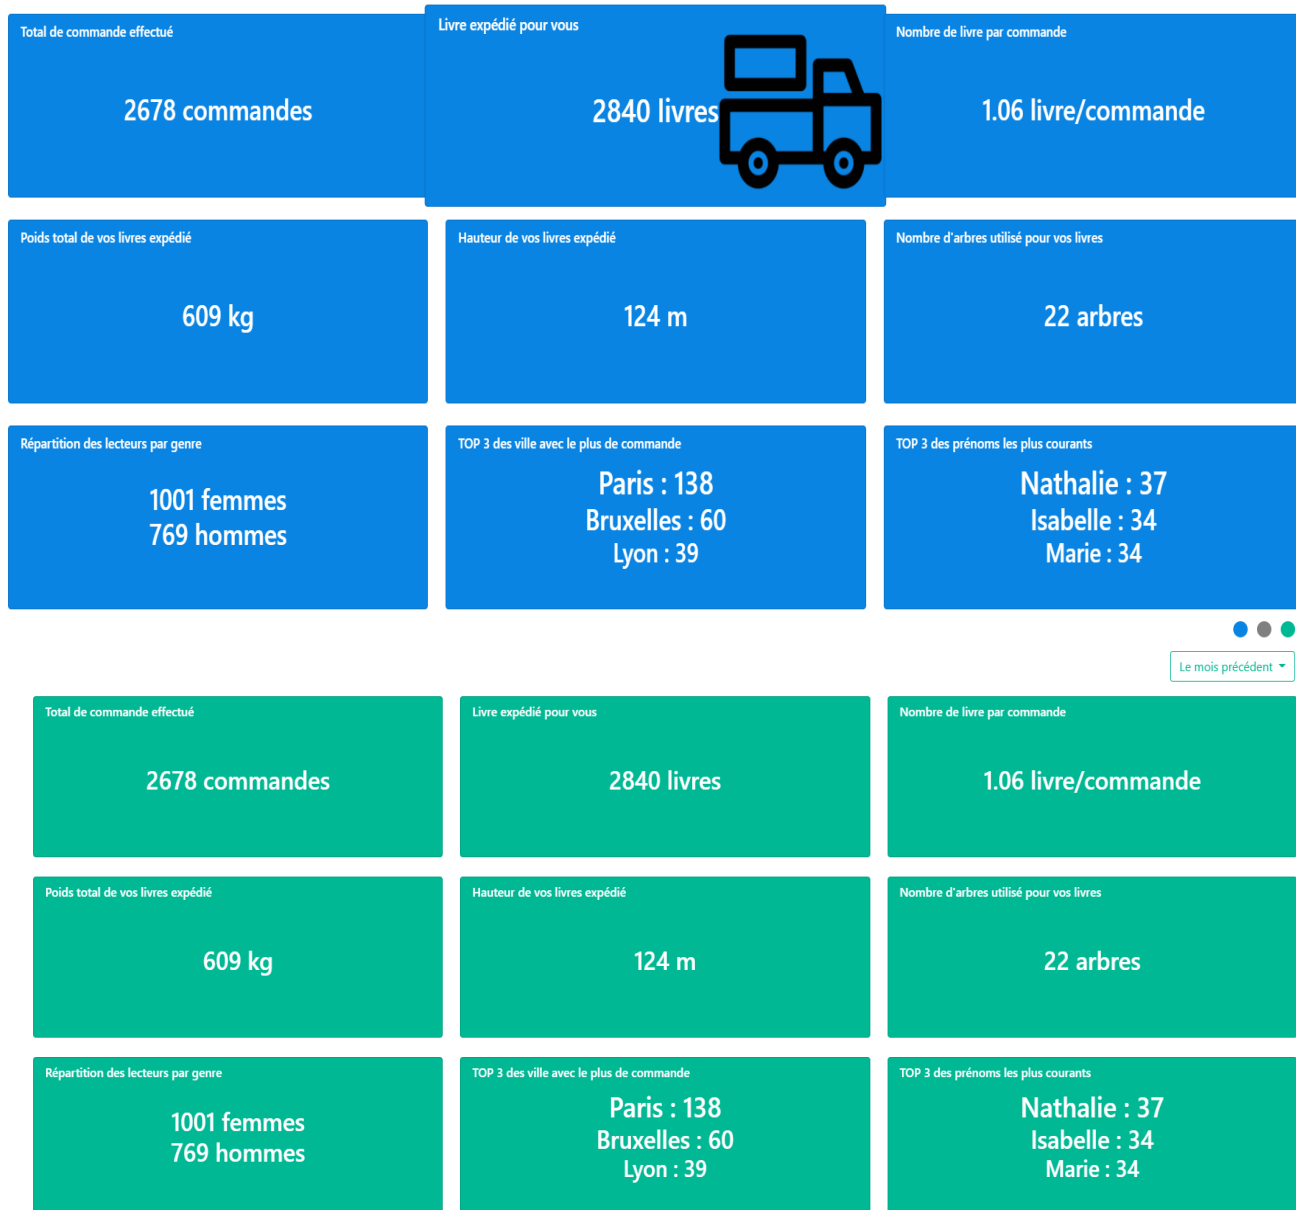 Total de commande effectué
2678 commandes
Livre expédié pour vous
2840 livres
Nombre de livre par commande
1.06 livre/commande
Poids total de vos livres expédié
609 kg
Hauteur de vos livres expédié
124 m
Nombre d'arbres utilisé pour vos livres
22 arbres
Répartition des lecteurs par genre
1001 femmes
769 hommes
TOP 3 des ville avec le plus de commande
Paris : 138
Bruxelles : 60
Lyon : 39
TOP 3 des prénoms les plus courants
Nathalie : 37
Isabelle : 34
Marie : 34
Le mois précédent
Total de commande effectué
2678 commandes
Livre expédié pour vous
2840 livres
Nombre de livre par commande
1.06 livre/commande
Poids total de vos livres expédié
609 kg
Hauteur de vos livres expédié
124 m
Nombre d'arbres utilisé pour vos livres
22 arbres
Répartition des lecteurs par genre
1001 femmes
769 hommes
TOP 3 des ville avec le plus de commande
Paris : 138
Bruxelles : 60
Lyon : 39
TOP 3 des prénoms les plus courants
Nathalie : 37
Isabelle : 34
Marie : 34